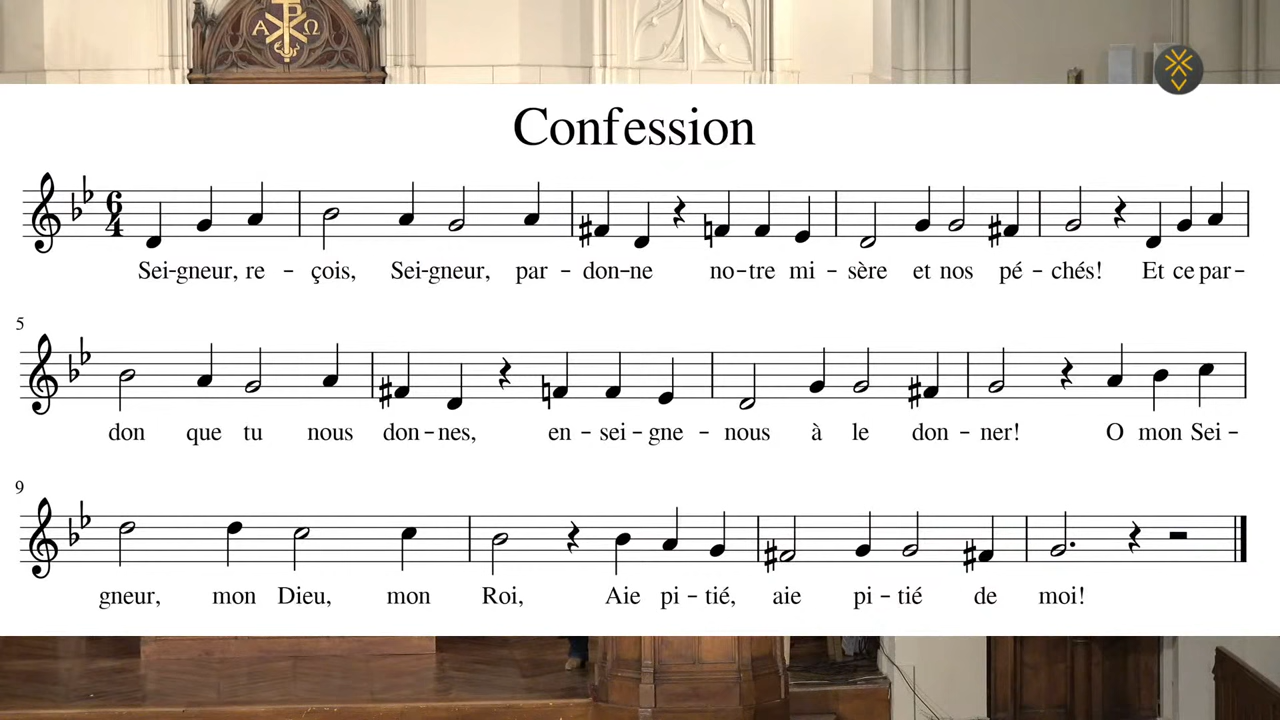 Α Ω
Confession
6
4
Sei-gneur, re - çois, Sei-gneur, par - don-ne no-tre mi - sère et nos pé - chés! Et ce par-
5
don que tu nous don-nes, en - sei - gne - nous à le don - ner! O mon Sei -
9
gneur, mon Dieu, mon Roi, Aie pi - tié, aie pi - tié de moi!